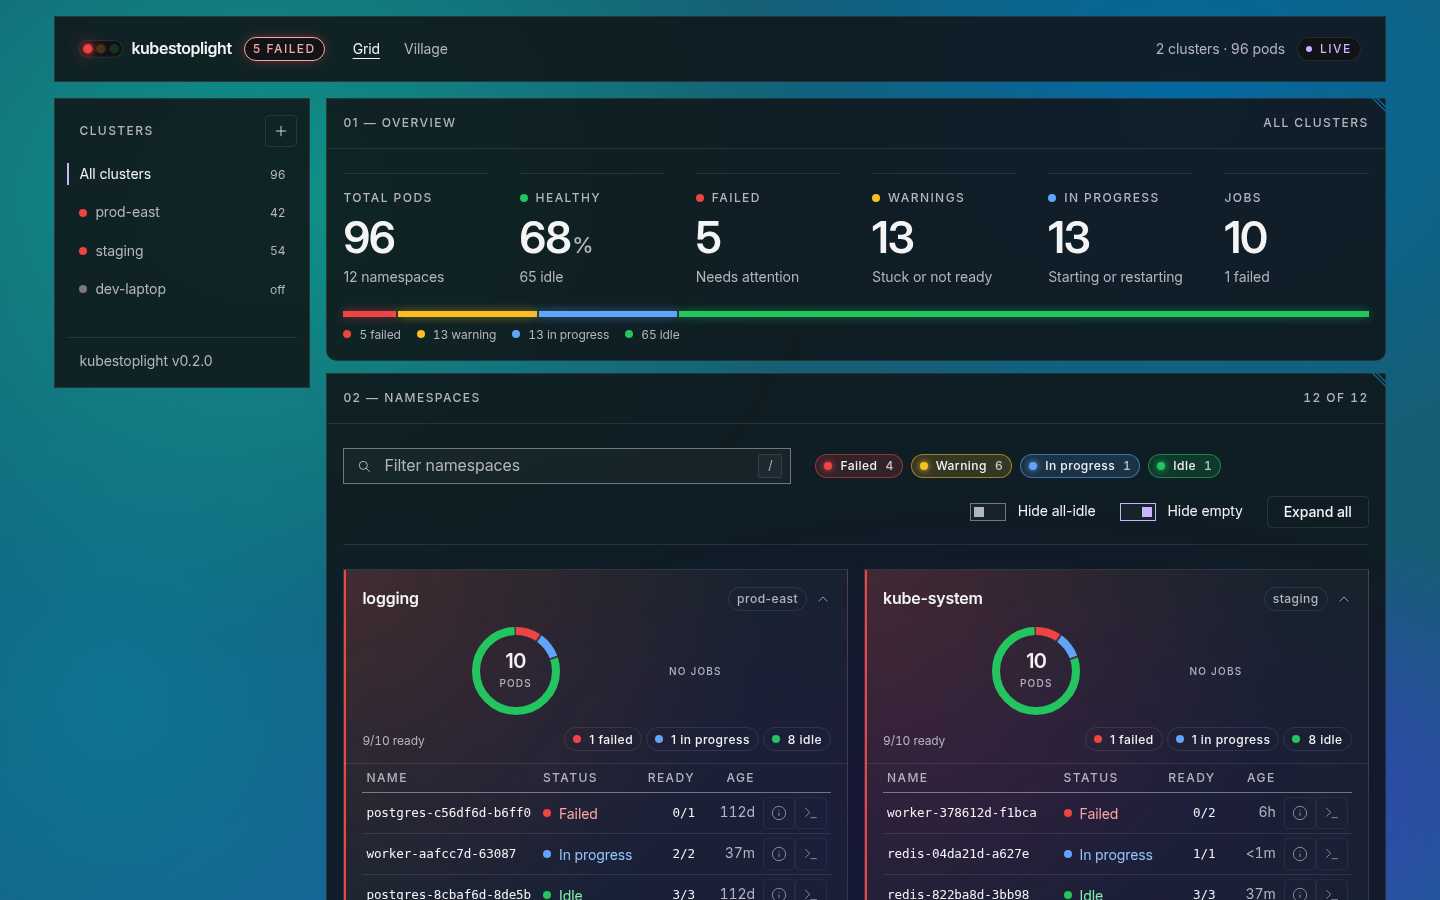 kubestoplight 5 FAILED Grid Village 2 clusters · 96 pods LIVE
CLUSTERS
All clusters 96
prod-east 42
staging 54
dev-laptop off
kubestoplight v0.2.0
01 — OVERVIEW ALL CLUSTERS
TOTAL PODS HEALTHY FAILED WARNINGS IN PROGRESS JOBS
96 68% 5 13 13 10
12 namespaces 65 idle Needs attention Stuck or not ready Starting or restarting 1 failed
5 failed 13 warning 13 in progress 65 idle
02 — NAMESPACES 12 OF 12
Filter namespaces / Failed 4 Warning 6 In progress 1 Idle 1
Hide all-idle Hide empty Expand all
logging prod-east
10
PODS
NO JOBS
9/10 ready 1 failed 1 in progress 8 idle
NAME STATUS READY AGE
postgres-c56df6d-b6ff0 Failed 0/1 112d
worker-aafcc7d-63087 In progress 2/2 37m
postgres-8cbaf6d-8de5b Idle 3/3 112d
kube-system staging
10
PODS
NO JOBS
9/10 ready 1 failed 1 in progress 8 idle
NAME STATUS READY AGE
worker-378612d-f1bca Failed 0/2 6h
redis-04da21d-a627e In progress 1/1 <1m
redis-822ba8d-3bb98 Idle 3/3 37m